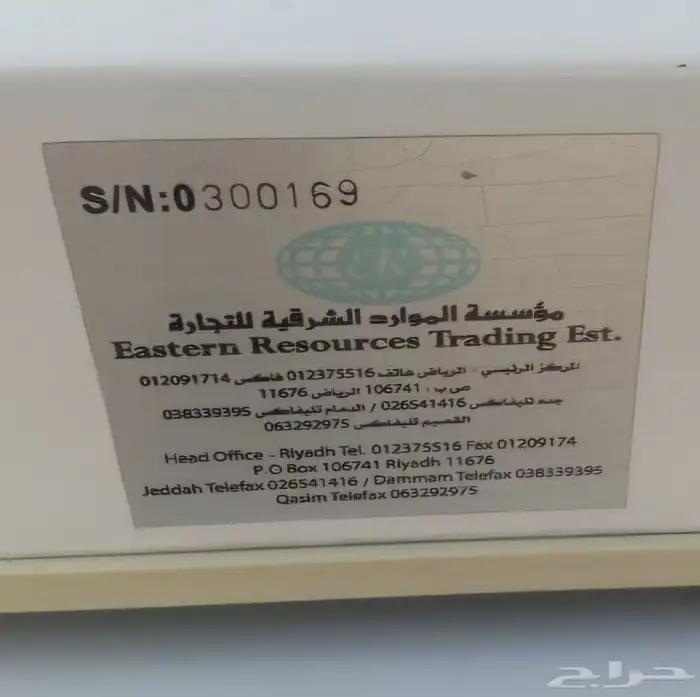 S/N:0300169
ER
مؤسسة الموارد الشرقية للتجارة
Eastern Resources Trading Est.
المركز الرئيسي - الرياض هاتف 012375516 فاكس 012091714
ص ب : 106741 الرياض 11676
جده تليفاكس 026541416 / الدمام تليفاكس 038339395
القصيم تليفاكس 063292975
Head Office - Riyadh Tel. 012375516 Fax 01209174
P.O Box 106741 Riyadh 11676
Jeddah Telefax 026541416 / Dammam Telefax 038339395
Qasim Telefax 063292975
حراج